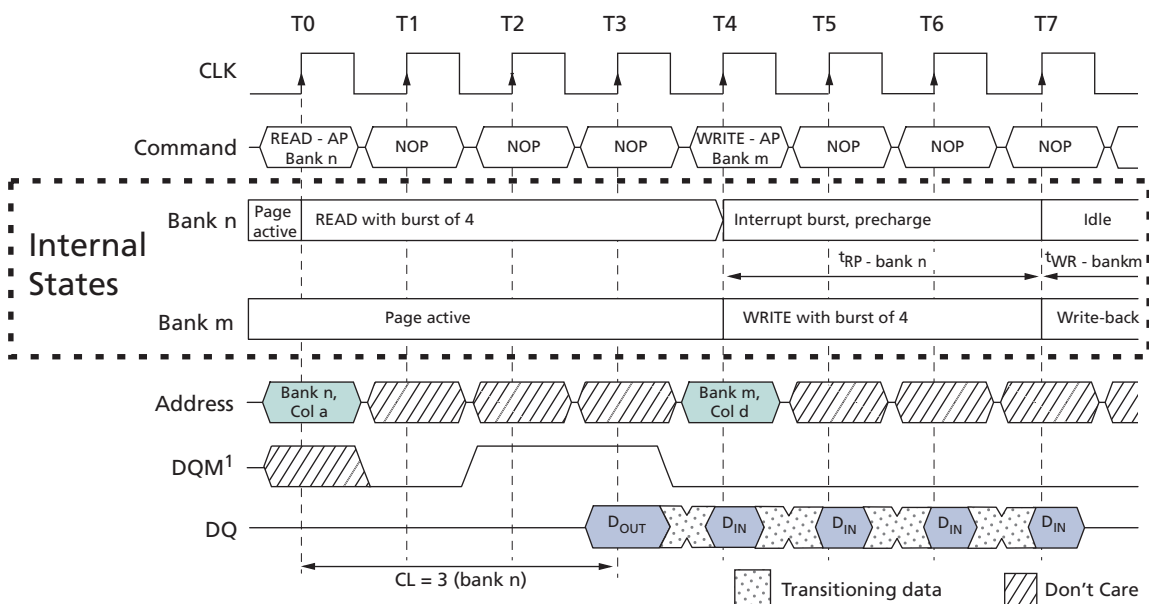 T0 T1 T2 T3 T4 T5 T6 T7
CLK
Command READ - AP Bank n NOP NOP NOP WRITE - AP Bank m NOP NOP NOP
Internal States
Bank n Page active READ with burst of 4 Interrupt burst, precharge Idle
tRP - bank n tWR - bankm
Bank m Page active WRITE with burst of 4 Write-back
Address Bank n, Col a Bank m, Col d
DQM1
DQ DOUT DIN DIN DIN DIN
CL = 3 (bank n)
Transitioning data Don't Care